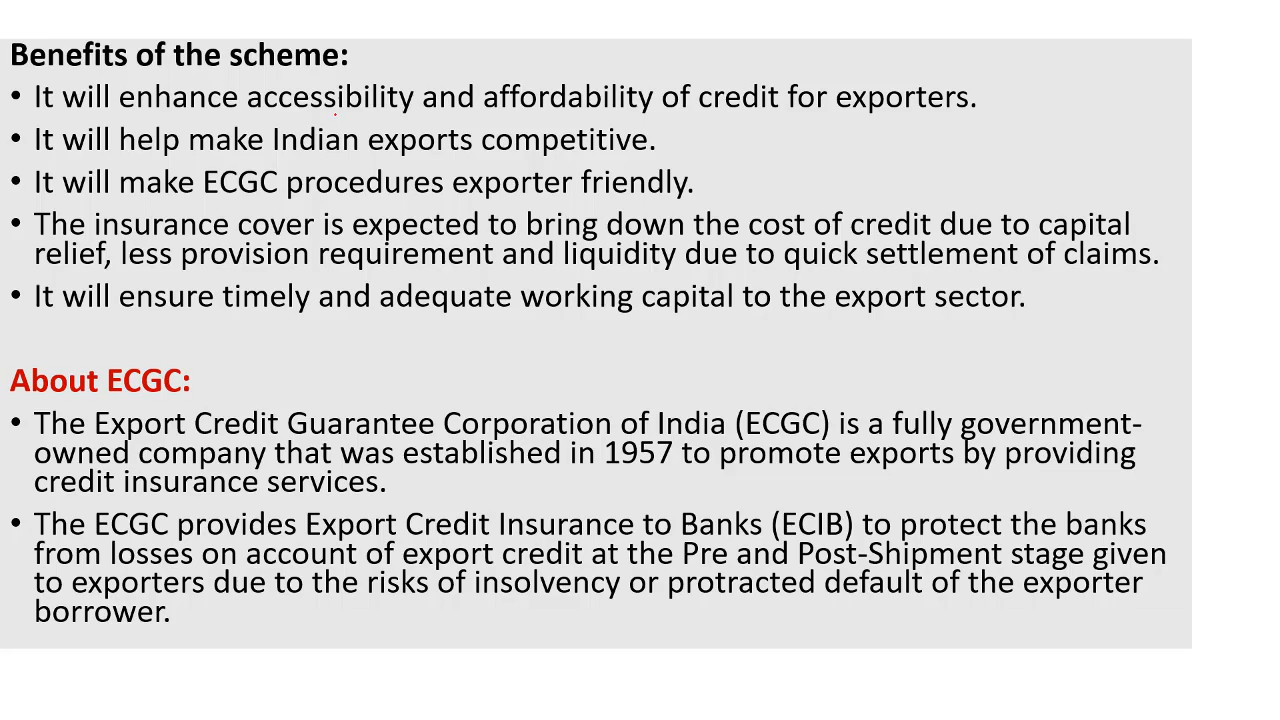 Benefits of the scheme:
• It will enhance accessibility and affordability of credit for exporters.
• It will help make Indian exports competitive.
• It will make ECGC procedures exporter friendly.
• The insurance cover is expected to bring down the cost of credit due to capital
relief, less provision requirement and liquidity due to quick settlement of claims.
• It will ensure timely and adequate working capital to the export sector.
About ECGC:
• The Export Credit Guarantee Corporation of India (ECGC) is a fully government-
owned company that was established in 1957 to promote exports by providing
credit insurance services.
• The ECGC provides Export Credit Insurance to Banks (ECIB) to protect the banks
from losses on account of export credit at the Pre and Post-Shipment stage given
to exporters due to the risks of insolvency or protracted default of the exporter
borrower.